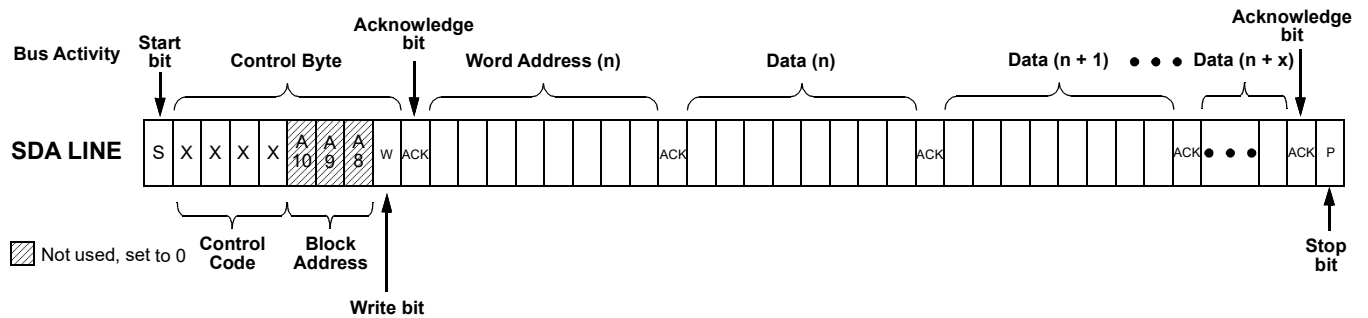 Bus Activity
Start
bit
Control Byte
Acknowledge
bit
Word Address (n)
Data (n)
Data (n + 1) • • • Data (n + x)
Acknowledge
bit
SDA LINE
S X X X X A 10 A 9 A 8 W ACK ACK ACK ACK • • • ACK P
Control
Code
Block
Address
Not used, set to 0
Write bit
Stop
bit